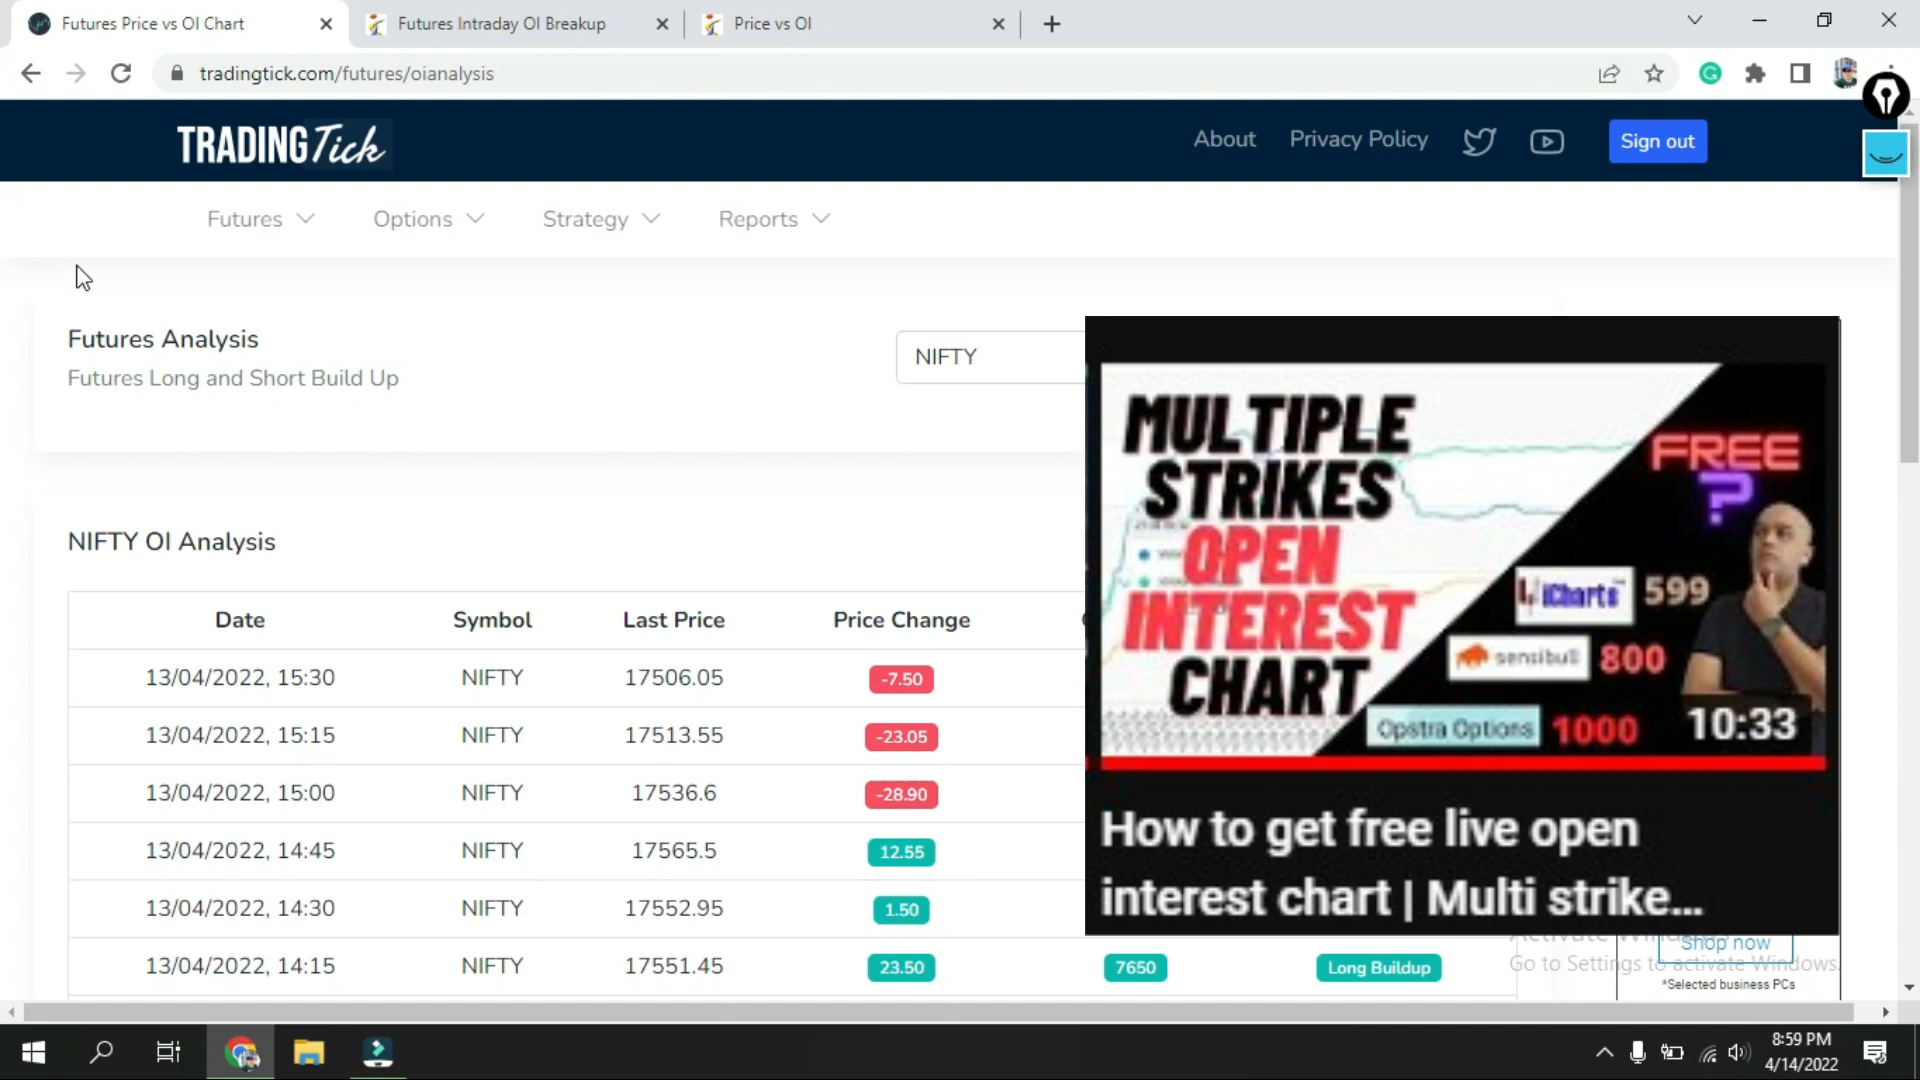 Futures Price vs OI Chart
Futures Intraday OI Breakup
Price vs OI
tradingtick.com/futures/oianalysis
TRADINGTick
About
Privacy Policy
Sign out
Futures
Options
Strategy
Reports
Futures Analysis
Futures Long and Short Build Up
NIFTY
NIFTY OI Analysis
Date Symbol Last Price Price Change
13/04/2022, 15:30 NIFTY 17506.05 -7.50
13/04/2022, 15:15 NIFTY 17513.55 -23.05
13/04/2022, 15:00 NIFTY 17536.6 -28.90
13/04/2022, 14:45 NIFTY 17565.5 12.55
13/04/2022, 14:30 NIFTY 17552.95 1.50
13/04/2022, 14:15 NIFTY 17551.45 23.50 7650 Long Buildup
MULTIPLE
STRIKES
OPEN
INTEREST
CHART
FREE
?
iCharts 599
sensibull 800
Opstra Options 1000
10:33
How to get free live open
interest chart | Multi strike...
Activate Windows
Shop now
Go to Settings to activate Windows.
*Selected business PCs
8:59 PM
4/14/2022